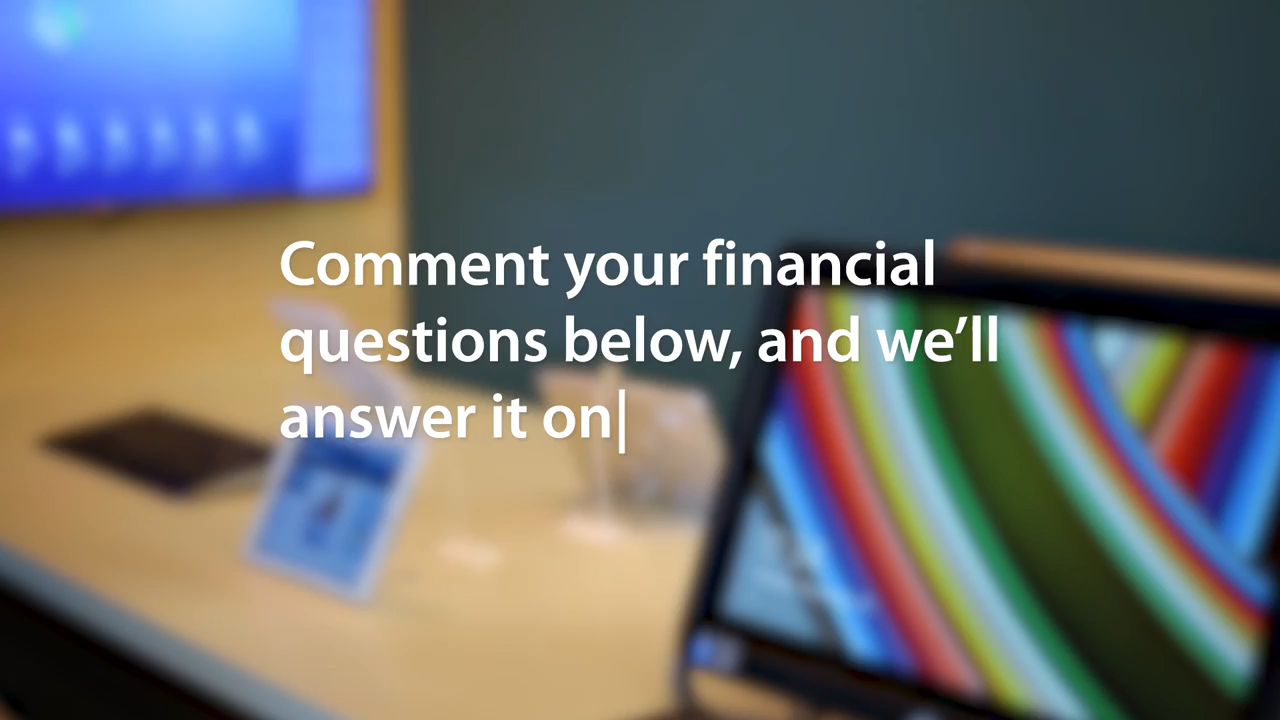 Comment your financial
questions below, and we’ll
answer it on